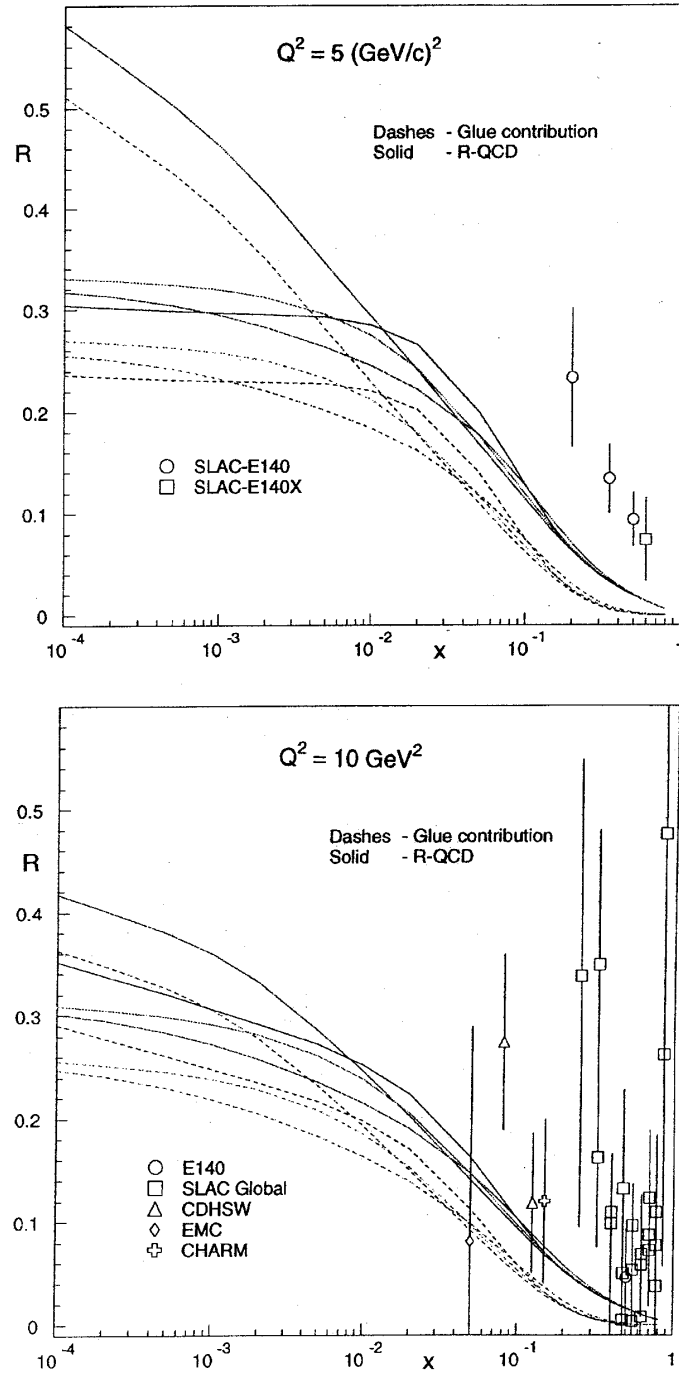 Q² = 5 (GeV/c)²
Dashes - Glue contribution
Solid - R-QCD
R
0.5
0.4
0.3
0.2
0.1
0
SLAC-E140
SLAC-E140X
10⁻⁴ 10⁻³ 10⁻² 10⁻¹ 1
x
Q² = 10 GeV²
Dashes - Glue contribution
Solid - R-QCD
R
0.5
0.4
0.3
0.2
0.1
0
E140
SLAC Global
CDHSW
EMC
CHARM
10⁻⁴ 10⁻³ 10⁻² 10⁻¹ 1
x